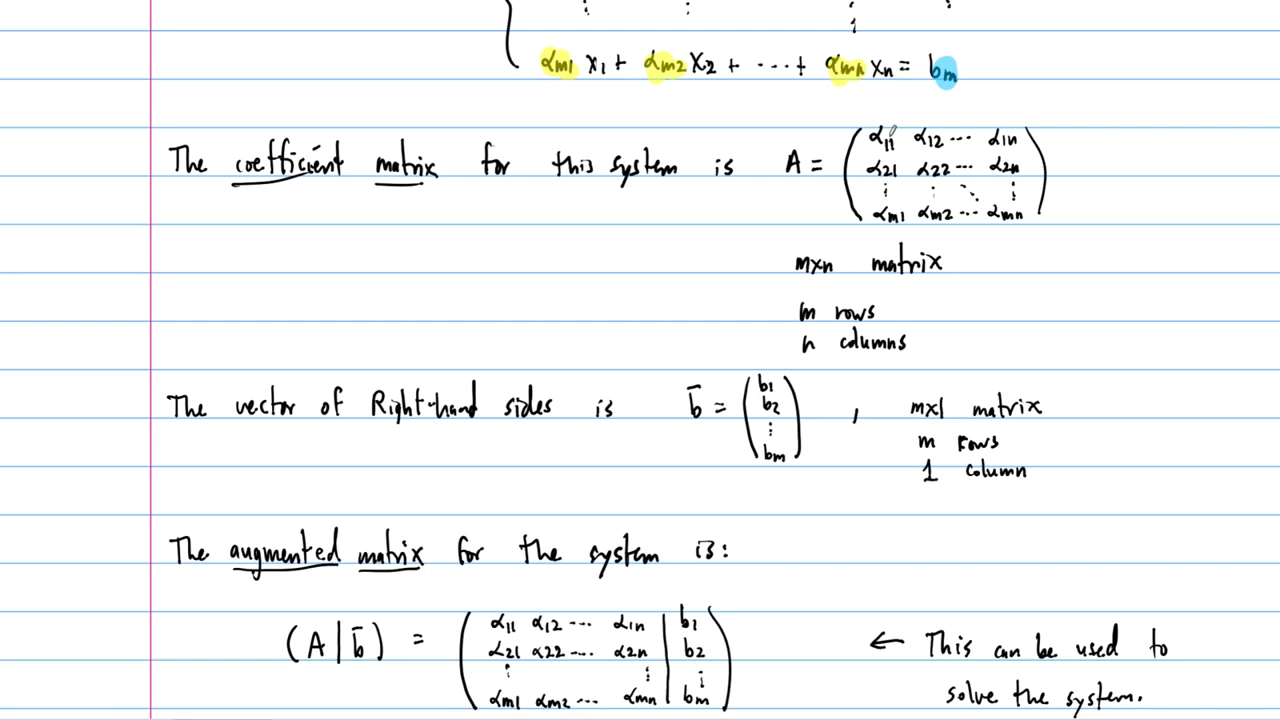 αm1 x1 + αm2 x2 + ··· + αmn xn = bm
The coefficient matrix for this system is A = ( α11 α12 ··· α1n
α21 α22 ··· α2n
⋮ ⋮ ⋱ ⋮
αm1 αm2 ··· αmn )
m×n matrix
m rows
n columns
The vector of Right-hand sides is b̄ = ( b1
b2
⋮
bm ) , m×1 matrix
m rows
1 column
The augmented matrix for the system is:
(A | b̄) = ( α11 α12 ··· α1n | b1
α21 α22 ··· α2n | b2
⋮ ⋮ | ⋮
αm1 αm2 ··· αmn | bm )
← This can be used to
solve the system.